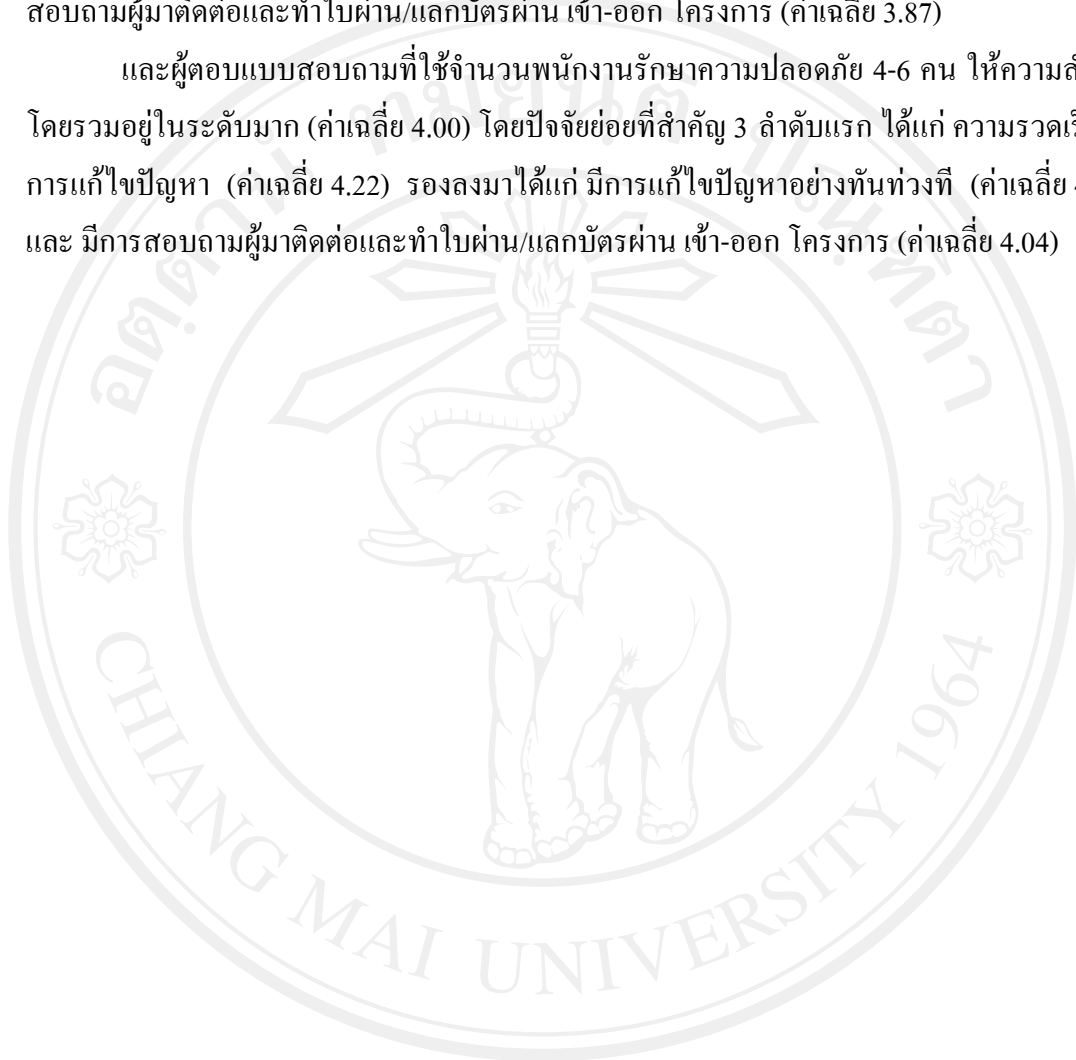 สอบถามผู้มาติดต่อและทำใบผ่าน/แลกบัตรผ่าน เข้า-ออก โครงการ (ค่าเฉลี่ย 3.87)
และผู้ตอบแบบสอบถามที่ใช้จำนวนพนักงานรักษาความปลอดภัย 4-6 คน ให้ความ
โดยรวมอยู่ในระดับมาก (ค่าเฉลี่ย 4.00) โดยปัจจัยย่อยที่สำคัญ 3 ลำดับแรก ได้แก่
การแก้ไขปัญหา (ค่าเฉลี่ย 4.22) รองลงมาได้แก่ มีการแก้ไขปัญหาอย่างทันท่วงที (ค่าเฉลี่ย
และ มีการสอบถามผู้มาติดต่อและทำใบผ่าน/แลกบัตรผ่าน เข้า-ออก โครงการ (ค่าเฉลี่ย 4.04)
อตฺตานํ ทมยนฺติ ปณฺฑิตา
CHIANG MAI UNIVERSITY 1964